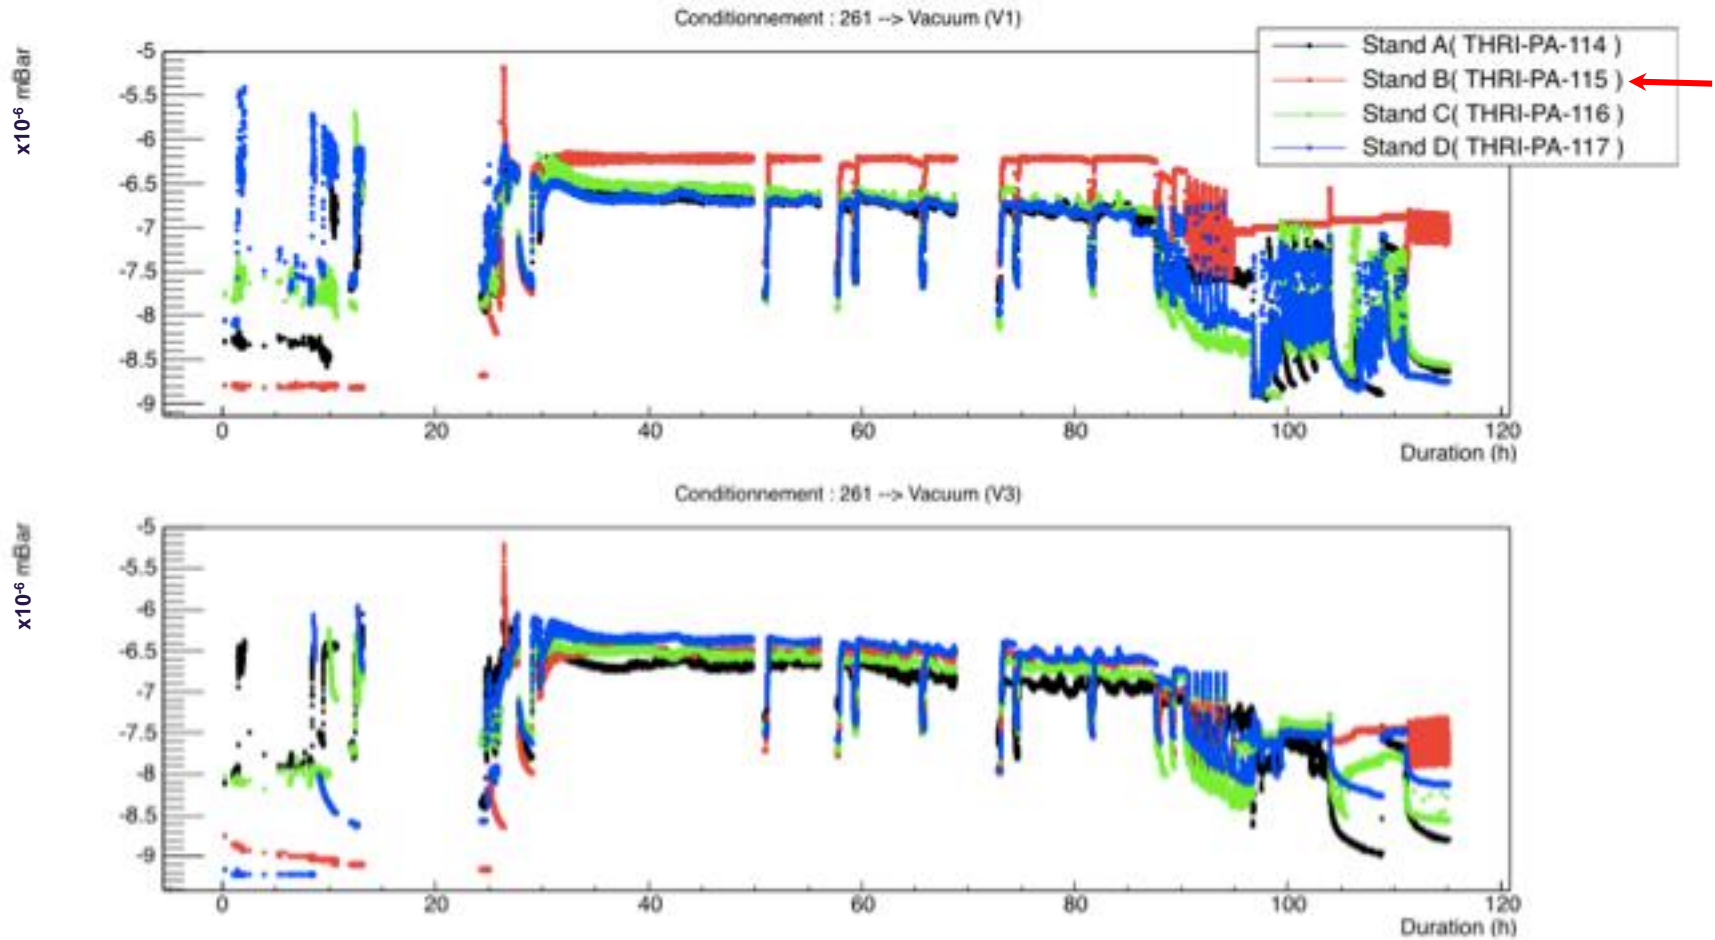 Conditionnement : 261 --> Vacuum (V1)
x10-6 mBar
Stand A( THRI-PA-114 )
Stand B( THRI-PA-115 )
Stand C( THRI-PA-116 )
Stand D( THRI-PA-117 )
-5
-5.5
-6
-6.5
-7
-7.5
-8
-8.5
-9
0 20 40 60 80 100 120
Duration (h)
Conditionnement : 261 --> Vacuum (V3)
x10-6 mBar
-5
-5.5
-6
-6.5
-7
-7.5
-8
-8.5
-9
0 20 40 60 80 100 120
Duration (h)